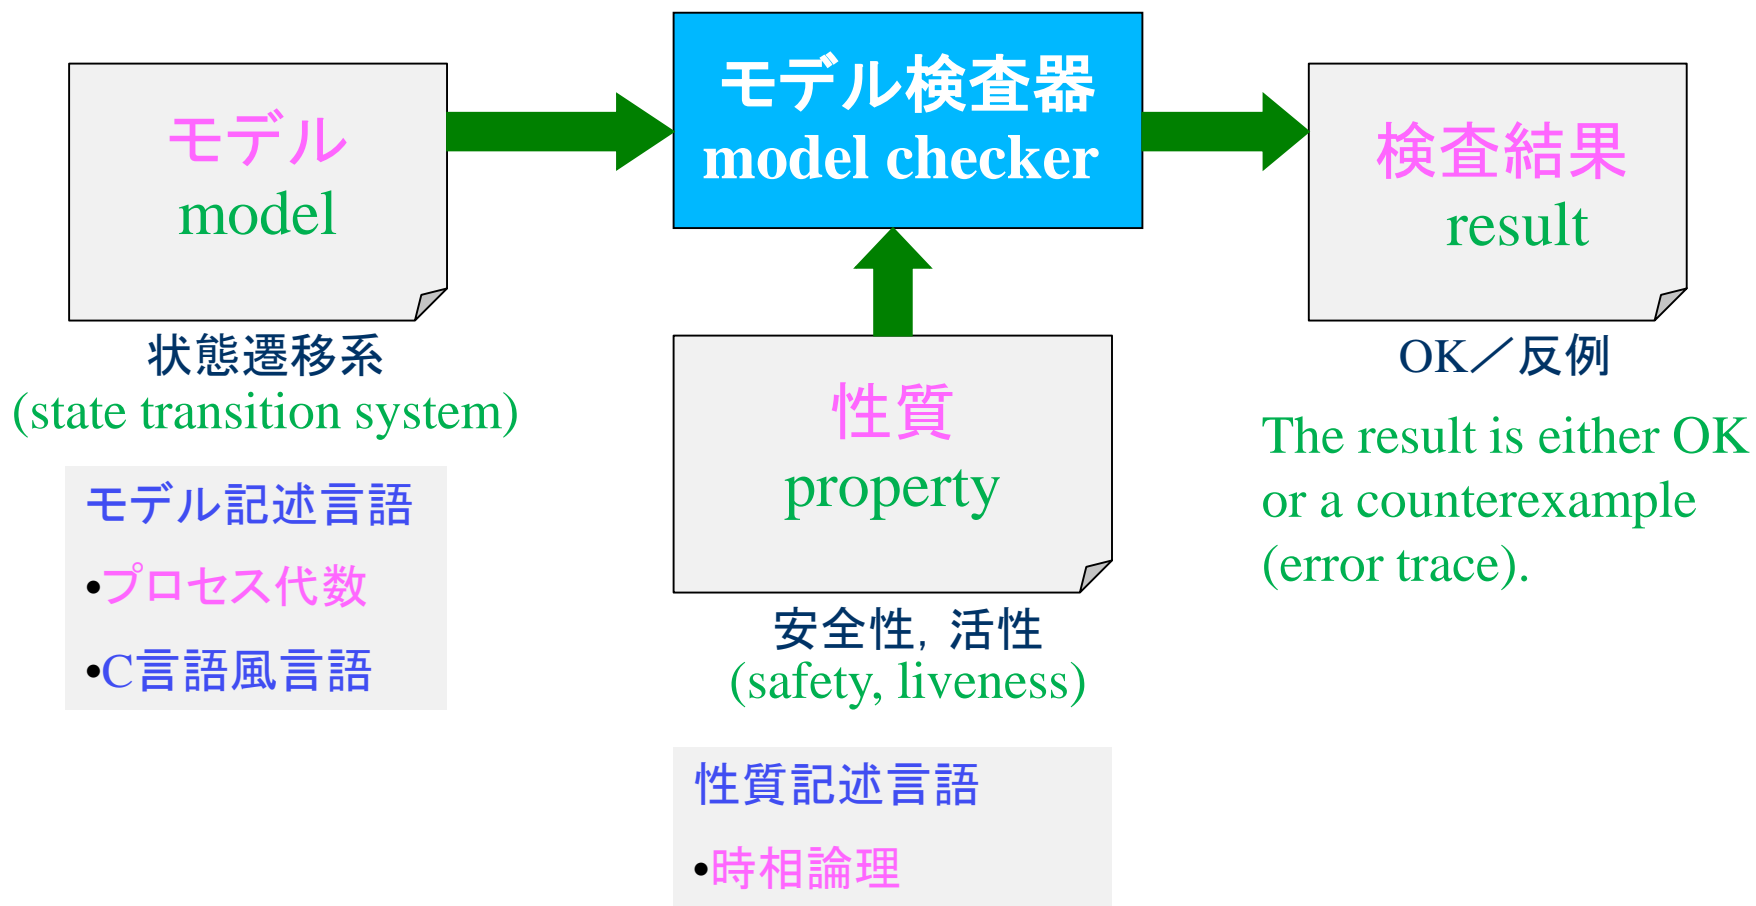 モデル
model
状態遷移系
(state transition system)
モデル記述言語
•プロセス代数
•C言語風言語
モデル検査器
model checker
性質
property
安全性, 活性
(safety, liveness)
性質記述言語
•時相論理
検査結果
result
OK／反例
The result is either OK
or a counterexample
(error trace).